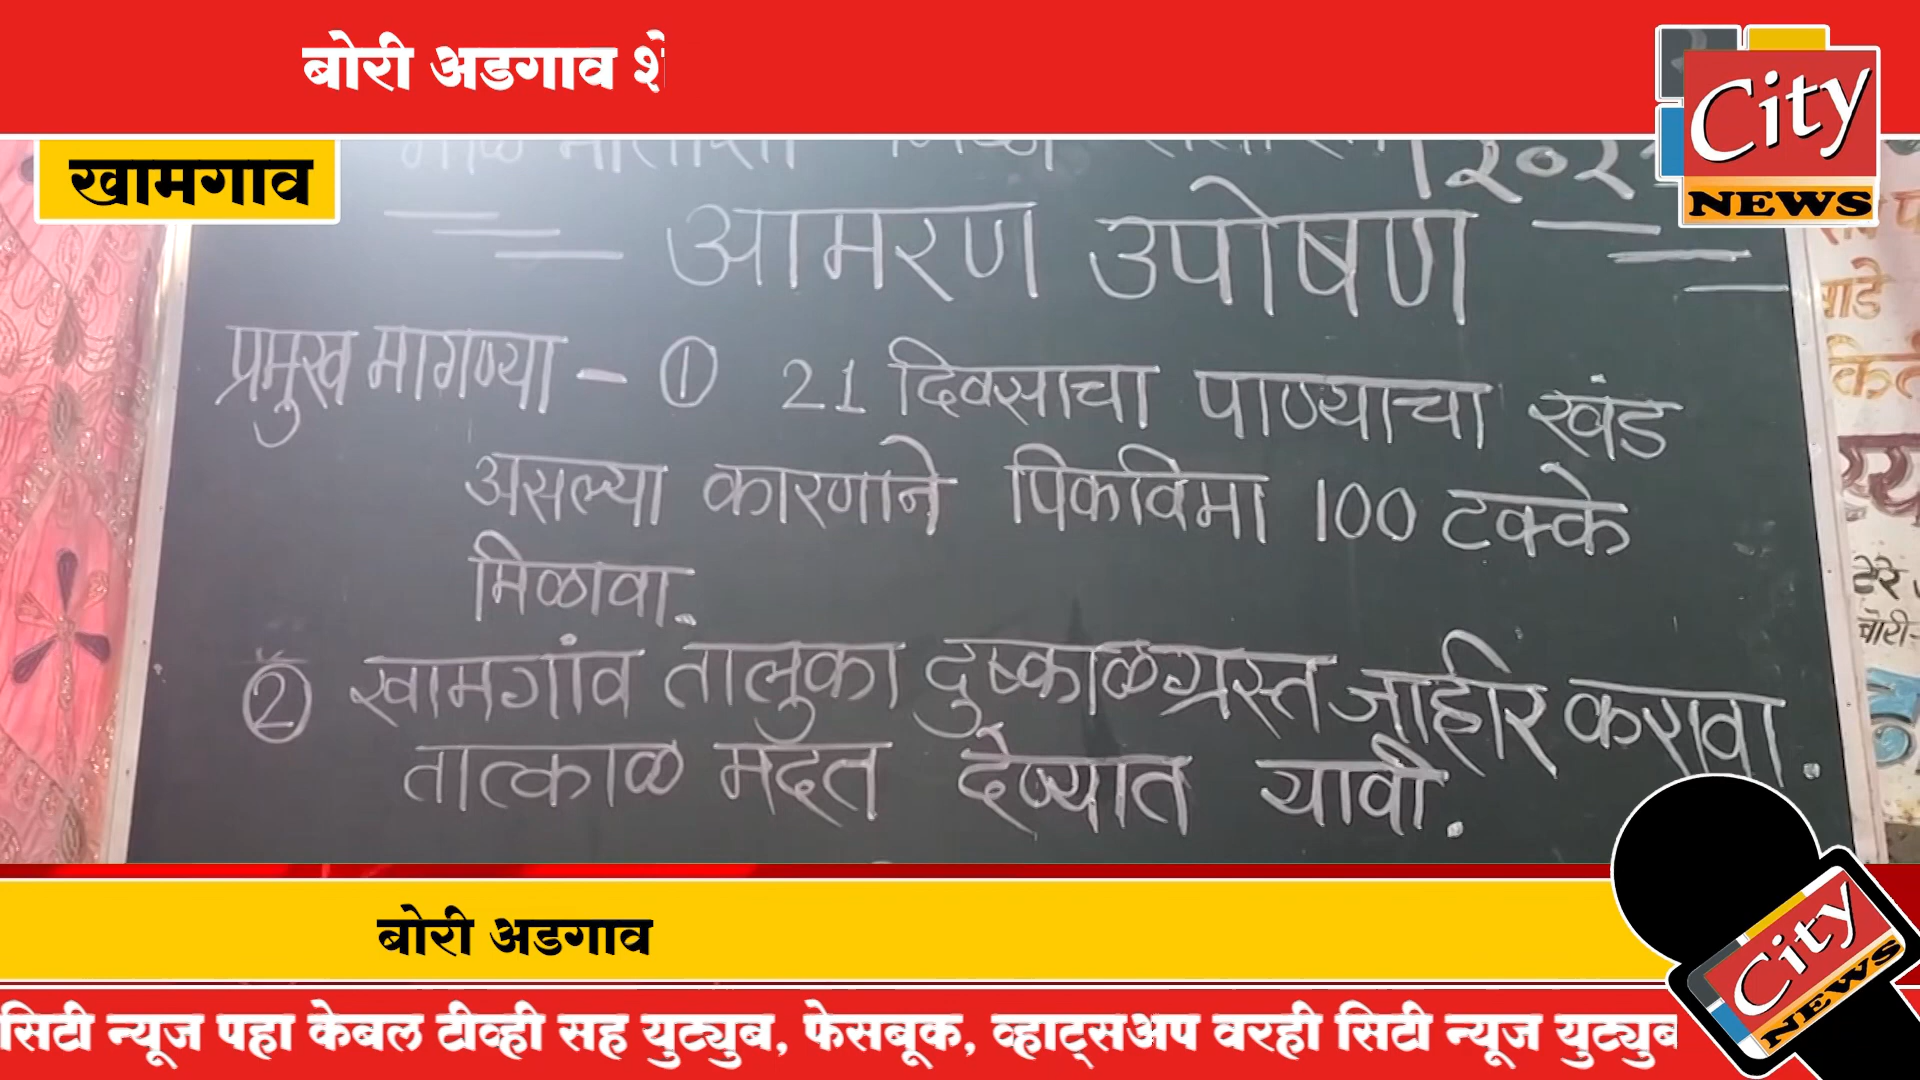 बोरी अडगाव
City
NEWS
खामगाव
आमरण उपोषण
प्रमुख मागण्या - ① 21 दिवसाचा पाण्याचा खंड
असल्या कारणाने पिकविमा 100 टक्के
मिळावा.
② खामगांव तालुका दुष्काळग्रस्त जाहीर करावा.
तात्काळ मदत देण्यात यावी.
बोरी अडगाव
City
NEWS
सिटी न्यूज पहा केबल टीव्ही सह युट्युब, फेसबूक, व्हाट्सअप वरही सिटी न्यूज युट्युब